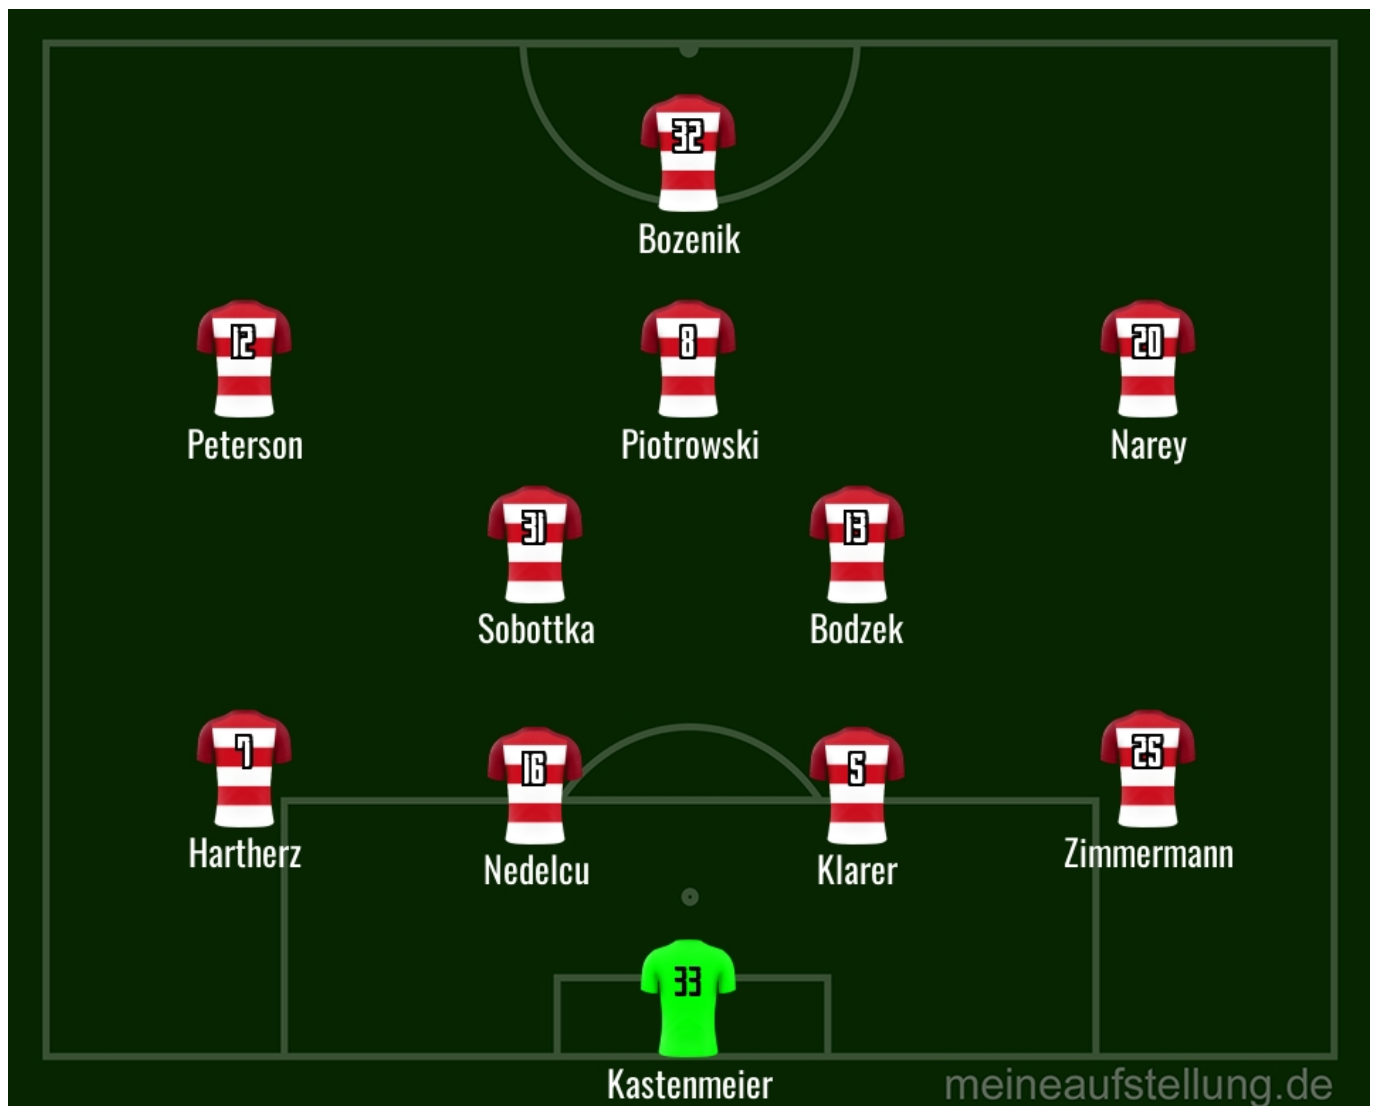 32
Bozenik
12
8
20
Peterson
Piotrowski
Narey
31
13
Sobottka
Bodzek
7
16
5
25
Hartherz
Nedelcu
Klarer
Zimmermann
33
Kastenmeier
meineaufstellung.de